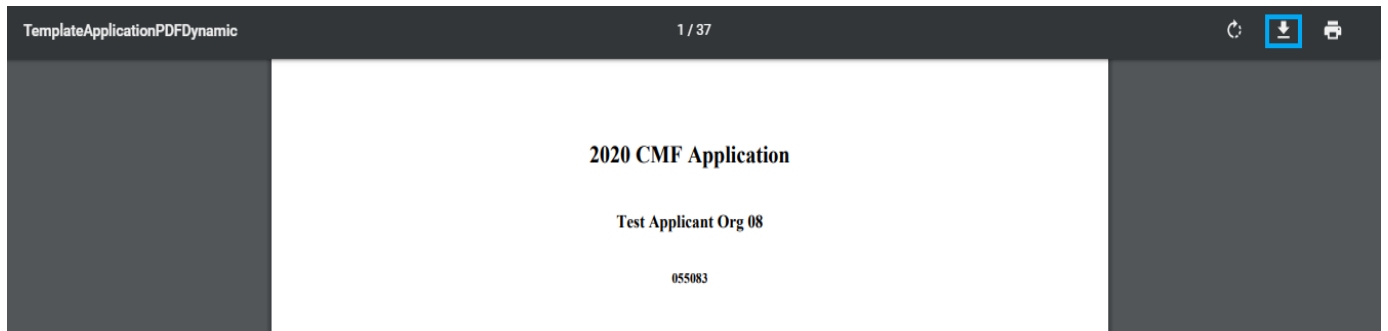 TemplateApplicationPDFDynamic 1 / 37
2020 CMF Application
Test Applicant Org 08
055083